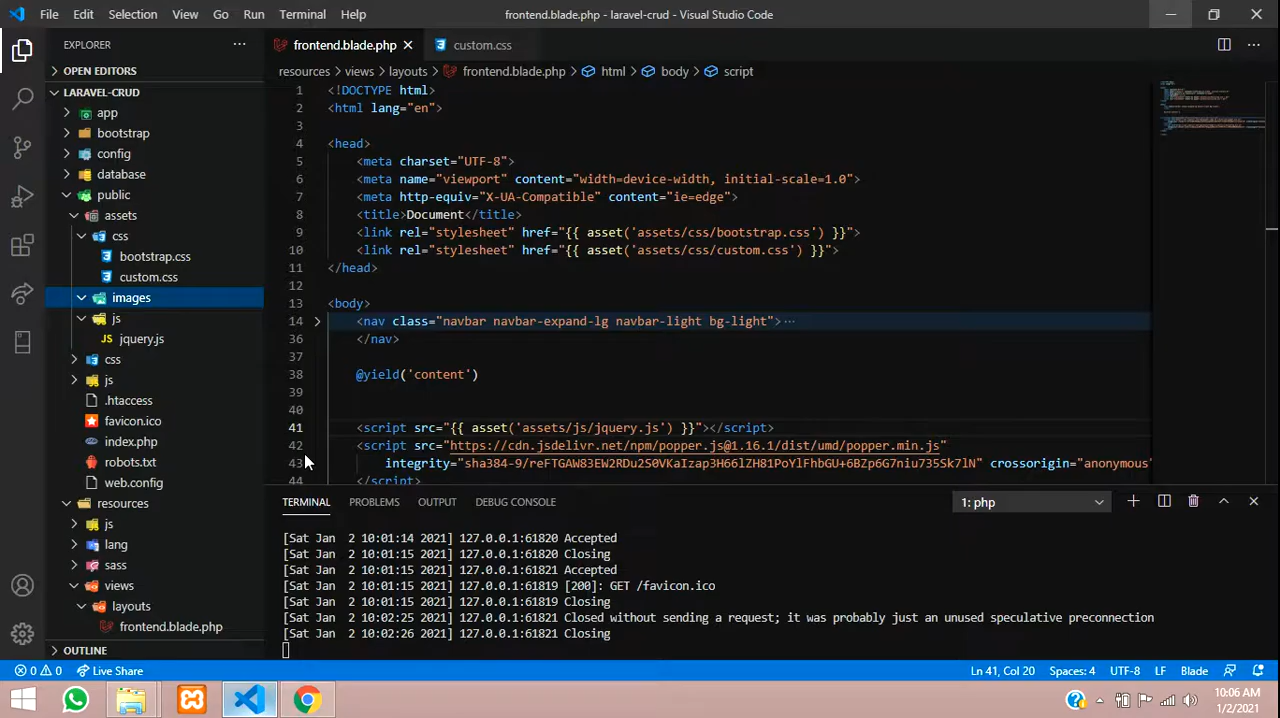 File Edit Selection View Go Run Terminal Help
frontend.blade.php - laravel-crud - Visual Studio Code
EXPLORER
OPEN EDITORS
LARAVEL-CRUD
app
bootstrap
config
database
public
assets
css
bootstrap.css
custom.css
images
js
JS jquery.js
css
js
.htaccess
favicon.ico
index.php
robots.txt
web.config
resources
js
lang
sass
views
layouts
frontend.blade.php
OUTLINE
frontend.blade.php custom.css
resources > views > layouts > frontend.blade.php > html > body > script
1 <!DOCTYPE html>
2 <html lang="en">
3
4 <head>
5 <meta charset="UTF-8">
6 <meta name="viewport" content="width=device-width, initial-scale=1.0">
7 <meta http-equiv="X-UA-Compatible" content="ie=edge">
8 <title>Document</title>
9 <link rel="stylesheet" href="{{ asset('assets/css/bootstrap.css') }}">
10 <link rel="stylesheet" href="{{ asset('assets/css/custom.css') }}">
11 </head>
12
13 <body>
14 <nav class="navbar navbar-expand-lg navbar-light bg-light"> ...
36 </nav>
37
38 @yield('content')
39
40
41 <script src="{{ asset('assets/js/jquery.js') }}"></script>
42 <script src="https://cdn.jsdelivr.net/npm/popper.js@1.16.1/dist/umd/popper.min.js"
43 integrity="sha384-9/reFTGAW83EW2RDu2S0VKaIzap3H66lZH81PoYlFhbGU+6BZp6G7niu735Sk7lN" crossorigin="anonymous"
44 </script>
TERMINAL PROBLEMS OUTPUT DEBUG CONSOLE
1: php
[Sat Jan 2 10:01:14 2021] 127.0.0.1:61820 Accepted
[Sat Jan 2 10:01:15 2021] 127.0.0.1:61820 Closing
[Sat Jan 2 10:01:15 2021] 127.0.0.1:61821 Accepted
[Sat Jan 2 10:01:15 2021] 127.0.0.1:61819 [200]: GET /favicon.ico
[Sat Jan 2 10:01:15 2021] 127.0.0.1:61819 Closing
[Sat Jan 2 10:02:25 2021] 127.0.0.1:61821 Closed without sending a request; it was probably just an unused speculative preconnection
[Sat Jan 2 10:02:26 2021] 127.0.0.1:61821 Closing
0 0 Live Share
Ln 41, Col 20 Spaces: 4 UTF-8 LF Blade
10:06 AM
1/2/2021